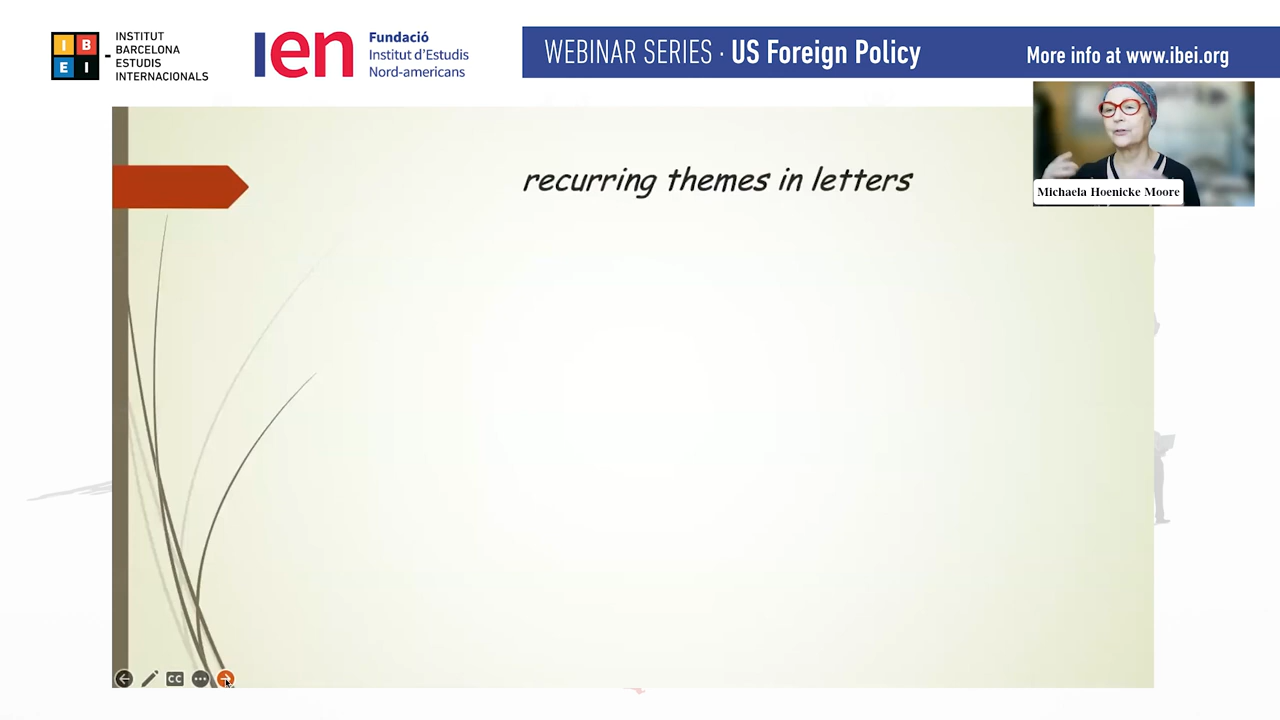 I B
E I
INSTITUT
BARCELONA
ESTUDIS
INTERNACIONALS
ien
Fundació
Institut d'Estudis
Nord-americans
WEBINAR SERIES · US Foreign Policy
More info at www.ibei.org
recurring themes in letters
Michaela Hoenicke Moore
CC